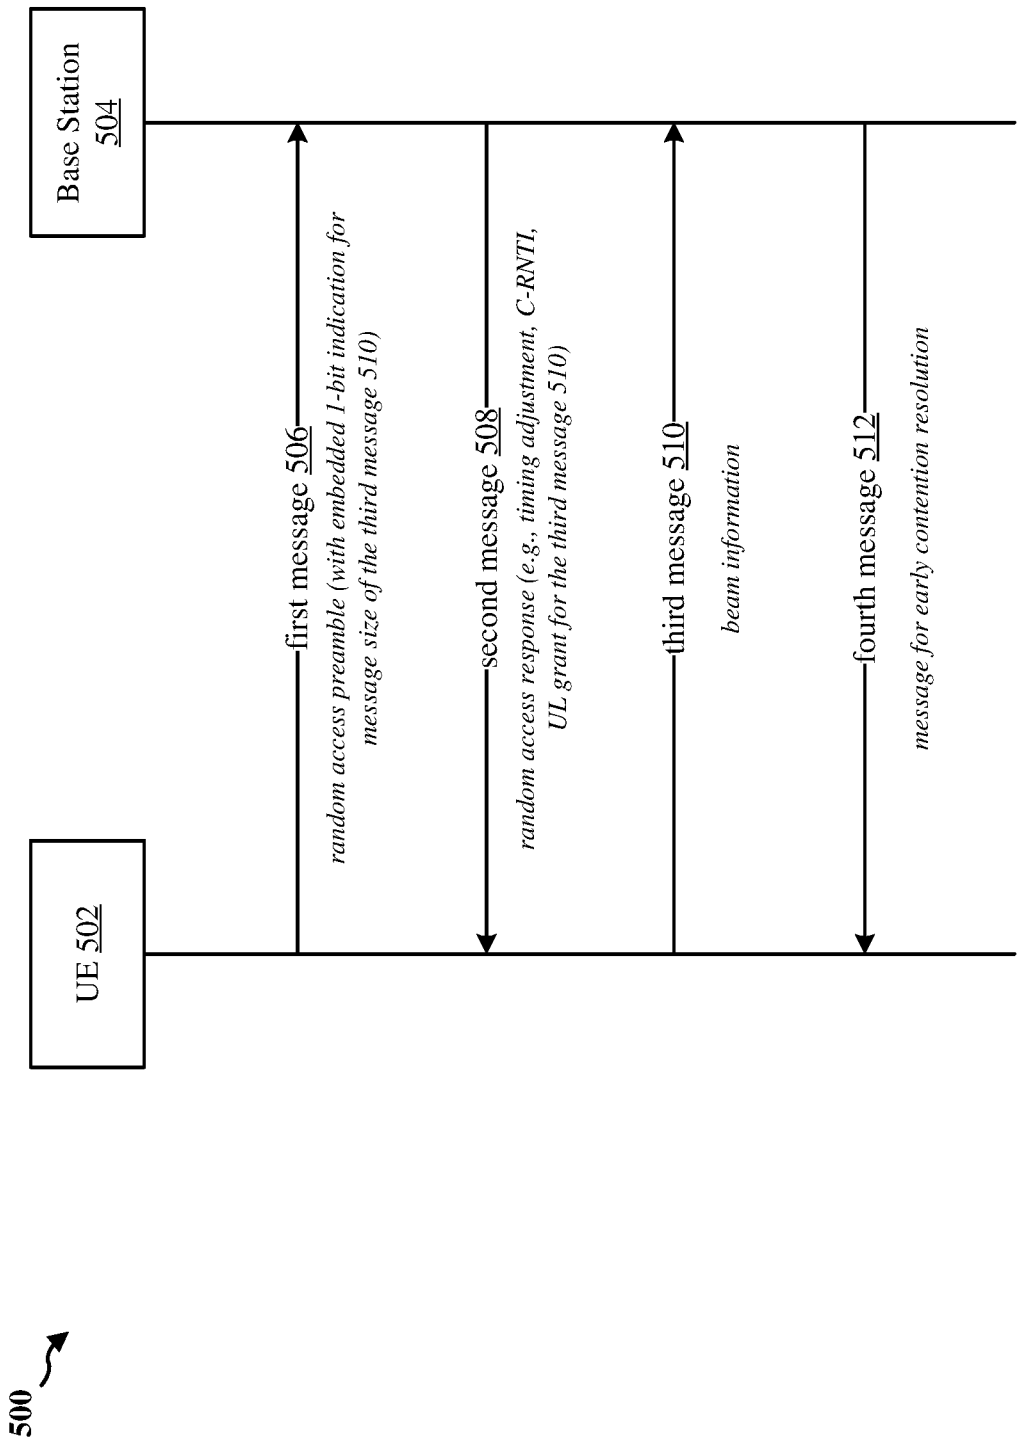 500
UE 502
Base Station
504
first message 506
random access preamble (with embedded 1-bit indication for
message size of the third message 510)
second message 508
random access response (e.g., timing adjustment, C-RNTI,
UL grant for the third message 510)
third message 510
beam information
fourth message 512
message for early contention resolution